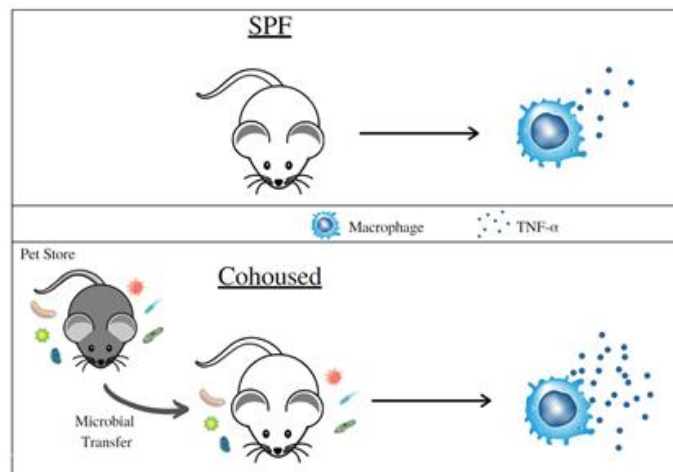 SPF
Macrophage
TNF-α
Pet Store
Cohoused
Microbial
Transfer